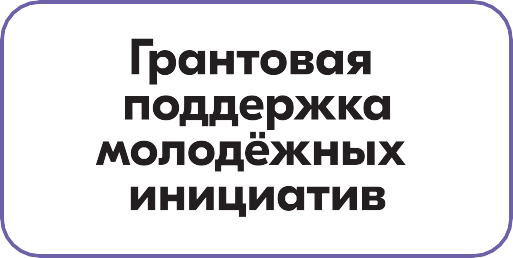 Грантовая
поддержка
молодёжных
инициатив